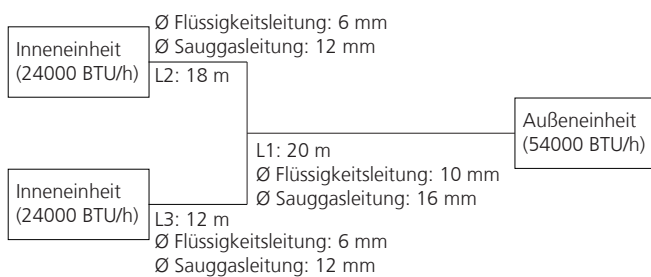 Ø Flüssigkeitsleitung: 6 mm
Ø Sauggasleitung: 12 mm
Inneneinheit
(24000 BTU/h)
L2: 18 m
Außeneinheit
(54000 BTU/h)
L1: 20 m
Ø Flüssigkeitsleitung: 10 mm
Ø Sauggasleitung: 16 mm
Inneneinheit
(24000 BTU/h)
L3: 12 m
Ø Flüssigkeitsleitung: 6 mm
Ø Sauggasleitung: 12 mm